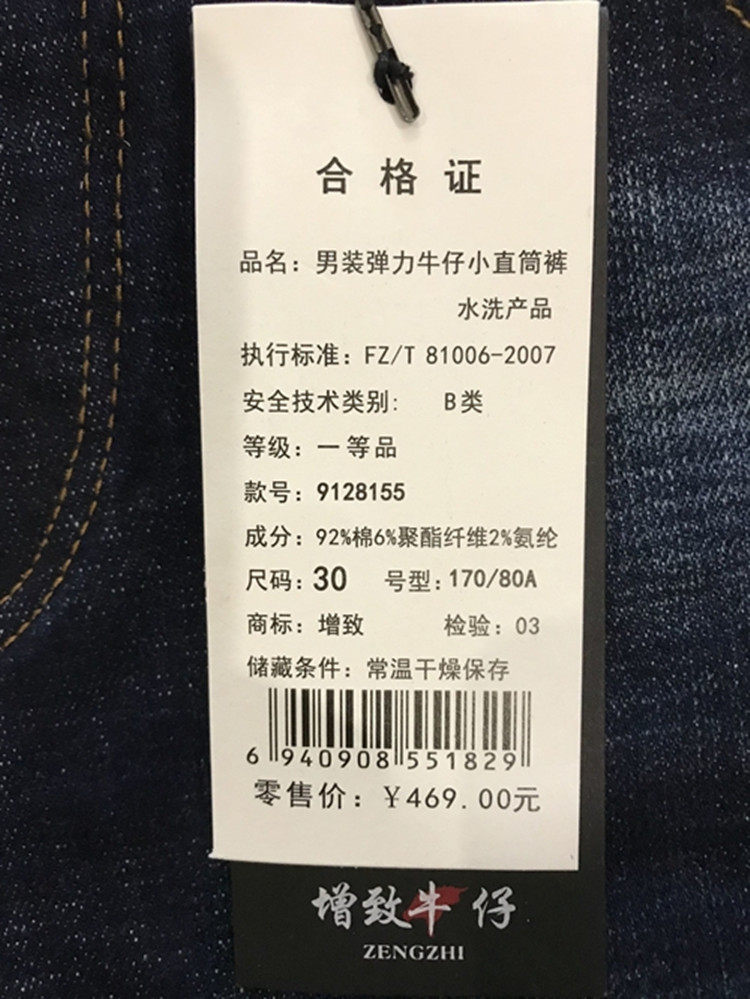 合格证
品名：男装弹力牛仔小直筒裤
水洗产品
执行标准：FZ/T 81006-2007
安全技术类别： B类
等级：一等品
款号：9128155
成分：92%棉6%聚酯纤维2%氨纶
尺码：30 号型：170/80A
商标：增致 检验：03
储藏条件：常温干燥保存
6 940908 551829
零售价：￥469.00元
增致牛仔
ZENGZHI